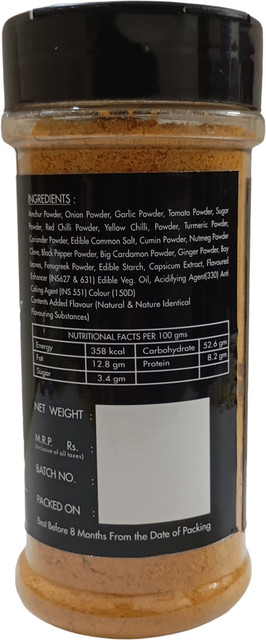 INGREDIENTS :
Amchur Powder, Onion Powder, Garlic Powder, Tomato Powder, Sugar
Powder, Red Chilli Powder, Yellow Chilli, Powder, Turmeric Powder,
Coriander Powder, Edible Common Salt, Cumin Powder, Nutmeg Powder
Clove, Black Pepper Powder, Big Cardamon Powder, Ginger Powder, Bay
Leaves, Fenugreek Powder, Edible Starch, Capsicum Extract, Flavoured
Enhancer (INS627 & 631) Edible Veg. Oil, Acidifying Agent(330) Anti
Caking Agent (INS 551) Colour (150D)
Contents Added Flavour (Natural & Nature Identical
Flavouring Substances)
NUTRITIONAL FACTS PER 100 gms
Energy 358 kcal Carbohydrate 52.6 gm
Fat 12.8 gm Protein 8.2 gm
Sugar 3.4 gm
NET WEIGHT :
M.R.P. Rs. :
(Inclusive of all taxes)
BATCH NO. :
PACKED ON :
Best Before 8 Months From the Date of Packing